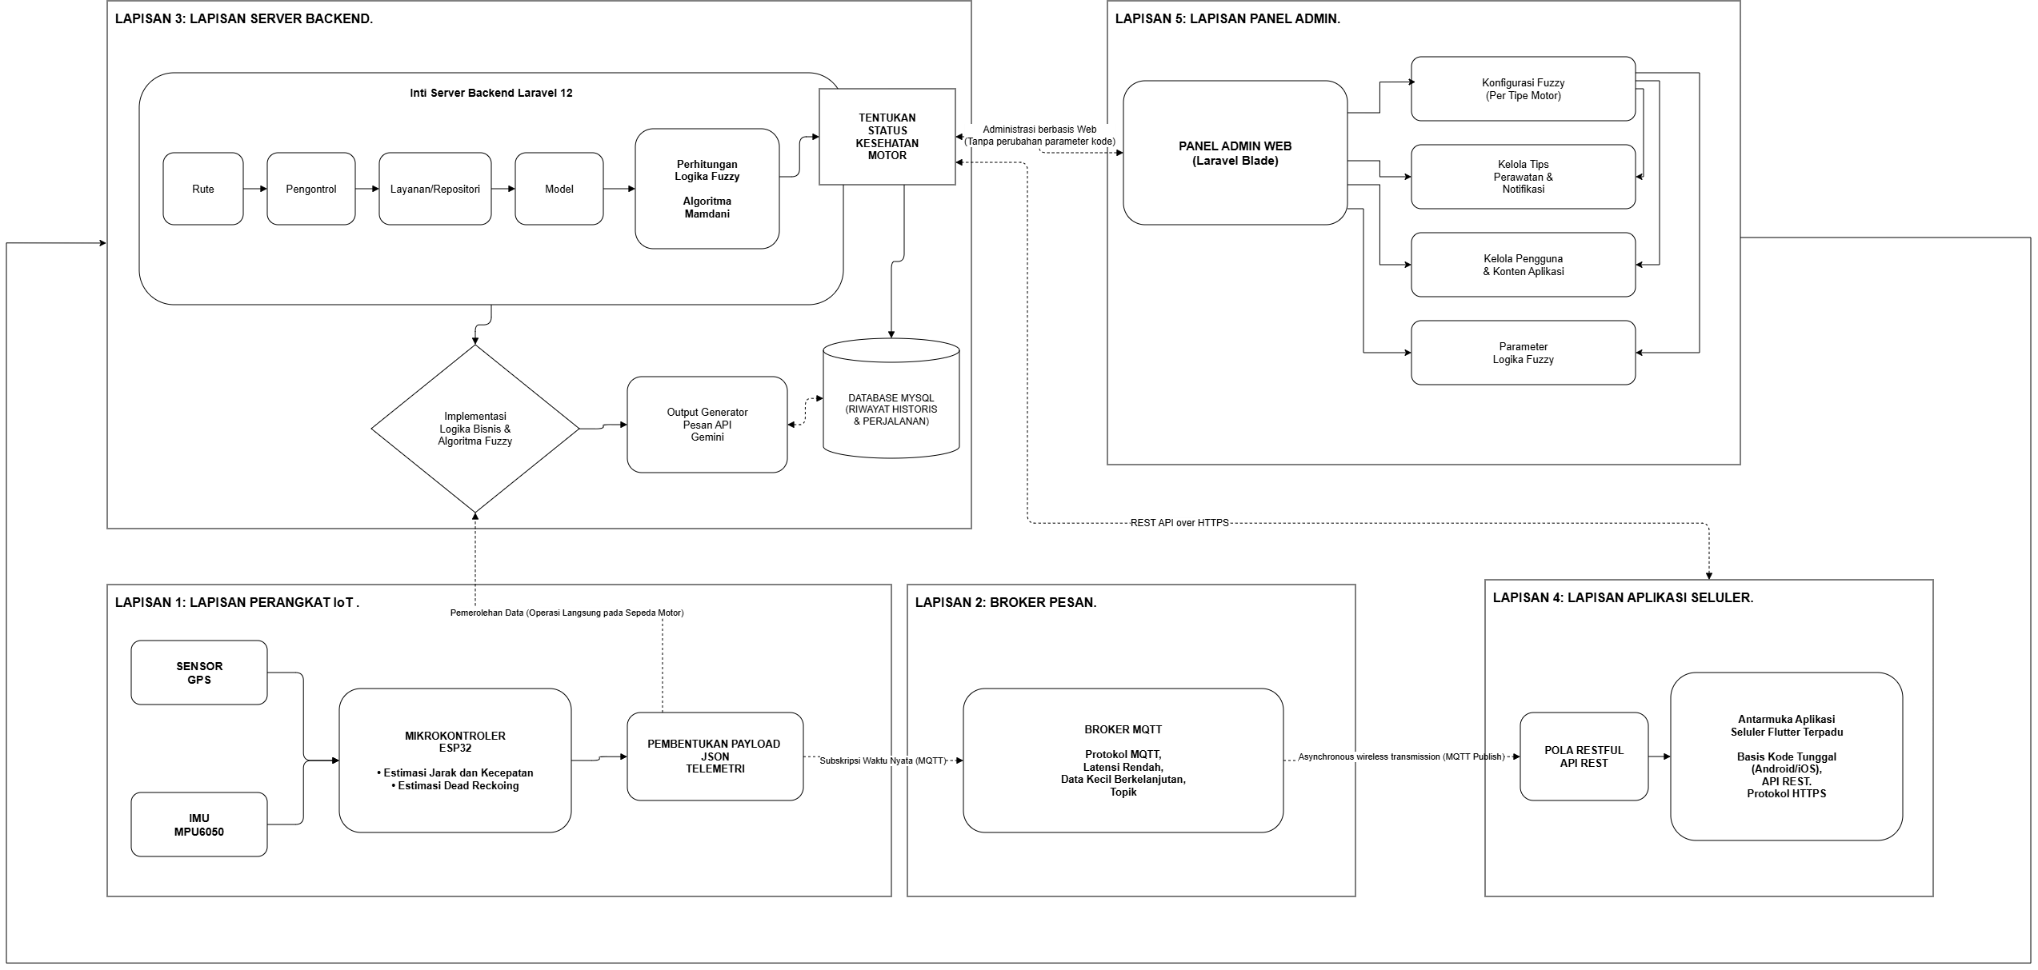 LAPISAN 3: LAPISAN SERVER BACKEND.
Inti Server Backend Laravel 12
Rute
Pengontrol
Layanan/Repositori
Model
Perhitungan
Logika Fuzzy
Algoritma
Mamdani
TENTUKAN
STATUS
KESEHATAN
MOTOR
Implementasi
Logika Bisnis &
Algoritma Fuzzy
Output Generator
Pesan API
Gemini
DATABASE MYSQL
(RIWAYAT HISTORIS
& PERJALANAN)
Administrasi berbasis Web
(Tanpa perubahan parameter kode)
LAPISAN 5: LAPISAN PANEL ADMIN.
PANEL ADMIN WEB
(Laravel Blade)
Konfigurasi Fuzzy
(Per Tipe Motor)
Kelola Tips
Perawatan &
Notifikasi
Kelola Pengguna
& Konten Aplikasi
Parameter
Logika Fuzzy
REST API over HTTPS
LAPISAN 1: LAPISAN PERANGKAT IoT .
Pemerolehan Data (Operasi Langsung pada Sepeda Motor)
SENSOR
GPS
IMU
MPU6050
MIKROKONTROLER
ESP32
• Estimasi Jarak dan Kecepatan
• Estimasi Dead Reckoing
PEMBENTUKAN PAYLOAD
JSON
TELEMETRI
Subskripsi Waktu Nyata (MQTT)
LAPISAN 2: BROKER PESAN.
BROKER MQTT
Protokol MQTT,
Latensi Rendah,
Data Kecil Berkelanjutan,
Topik
Asynchronous wireless transmission (MQTT Publish)
LAPISAN 4: LAPISAN APLIKASI SELULER.
POLA RESTFUL
API REST
Antarmuka Aplikasi
Seluler Flutter Terpadu
Basis Kode Tunggal
(Android/iOS),
API REST.
Protokol HTTPS